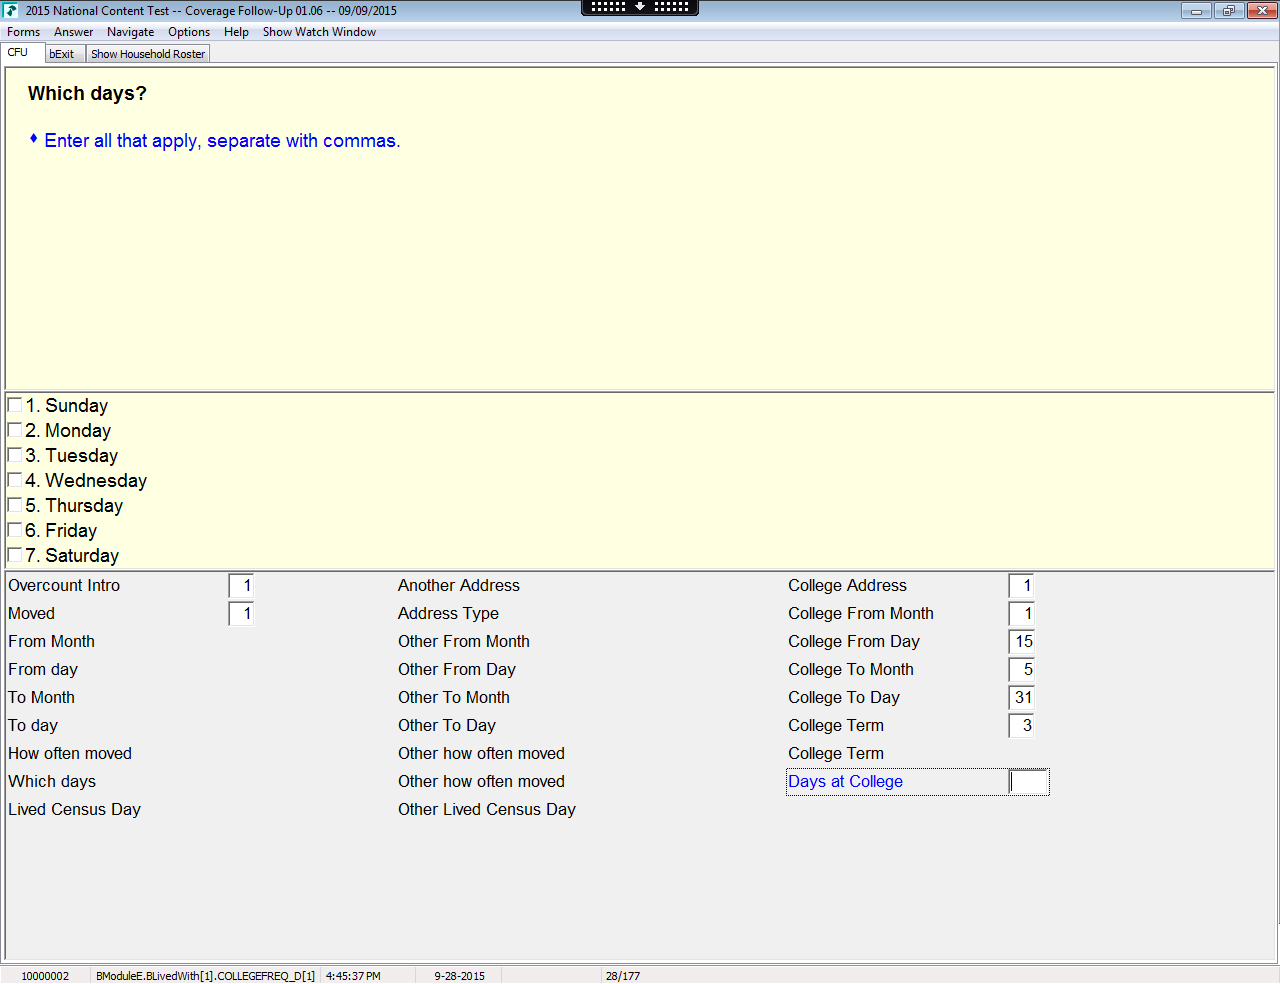 2015 National Content Test -- Coverage Follow-Up 01.06 -- 09/09/2015
Forms Answer Navigate Options Help Show Watch Window
CFU bExit Show Household Roster
Which days?
Enter all that apply, separate with commas.
1. Sunday
2. Monday
3. Tuesday
4. Wednesday
5. Thursday
6. Friday
7. Saturday
Overcount Intro 1 Another Address College Address 1
Moved 1 Address Type College From Month 1
From Month Other From Month College From Day 15
From day Other From Day College To Month 5
To Month Other To Month College To Day 31
To day Other To Day College Term 3
How often moved Other how often moved College Term
Which days Other how often moved Days at College
Lived Census Day Other Lived Census Day
10000002 BModuleE.BLivedWith[1].COLLEGEFREQ_D[1] 4:45:37 PM 9-28-2015 28/177